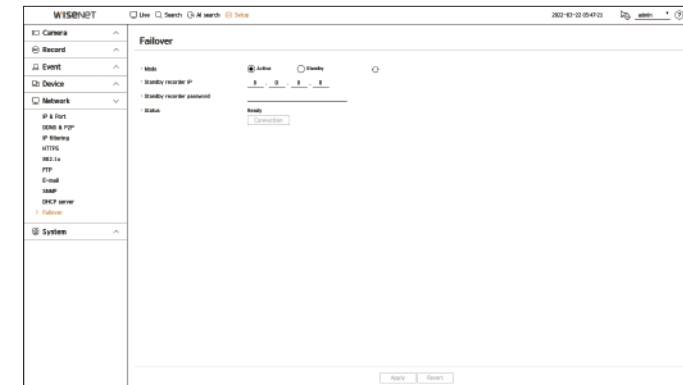 WISENET
Live Search AI search Setup 2022-03-22 05:47:21 admin
Camera
Record
Event
Device
Network
IP & Port
DDNS & P2P
IP filtering
HTTPS
802.1x
FTP
E-mail
SNMP
DHCP server
Failover
System
Failover
Mode Active Standby
Standby recorder IP 0 . 0 . 0 . 0
Standby recorder password
Status Ready
Connection
Apply Revert